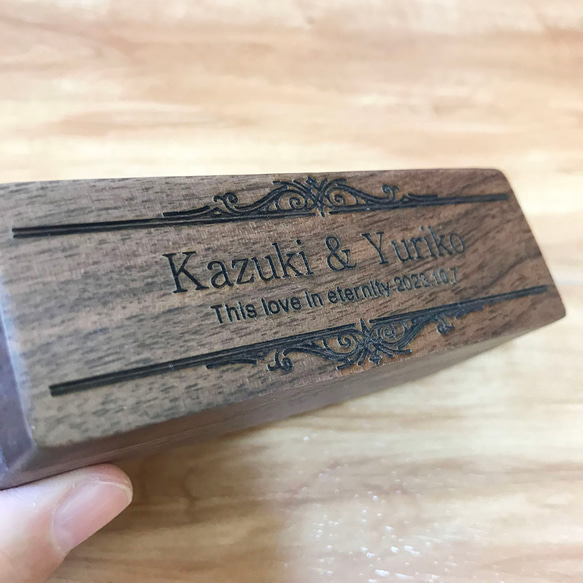 Kazuki & Yuriko
This love in eternity 2023.10.7